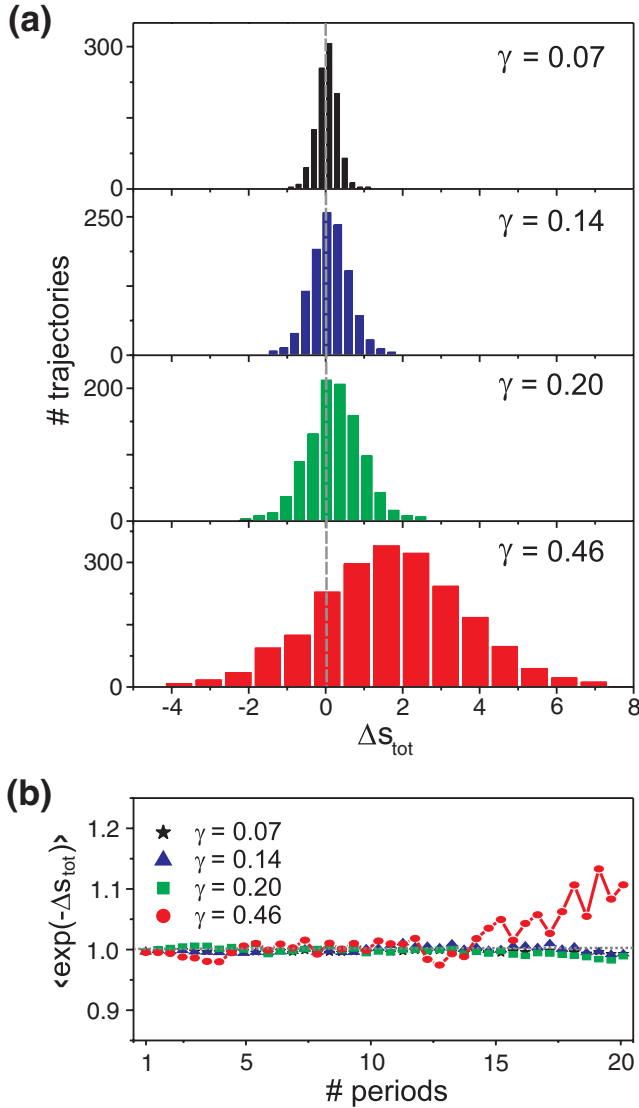 (a)
300
0
γ = 0.07
250
0
γ = 0.14
200
0
γ = 0.20
300
0
γ = 0.46
# trajectories
-4 -2 0 2 4 6 8
Δs_tot
(b)
1.2
1.1
1.0
0.9
<exp(-Δs_tot)>
γ = 0.07
γ = 0.14
γ = 0.20
γ = 0.46
1 5 10 15 20
# periods